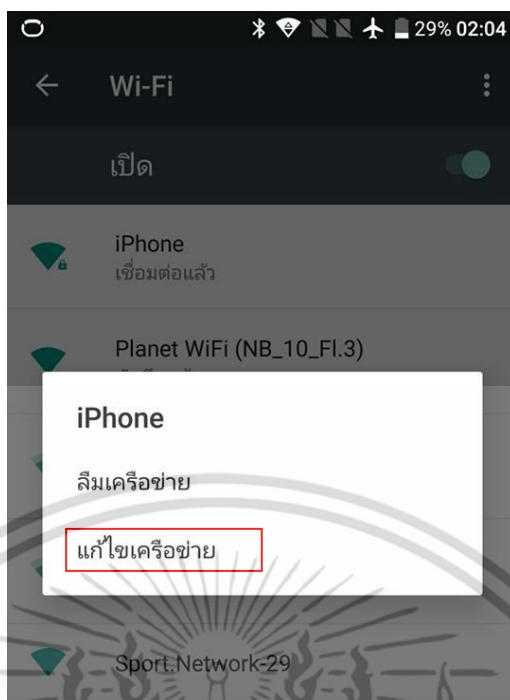 29% 02:04
Wi-Fi
เปิด
iPhone
เชื่อมต่อแล้ว
Planet WiFi (NB_10_Fl.3)
iPhone
ลืมเครือข่าย
แก้ไขเครือข่าย
Sport.Network-29